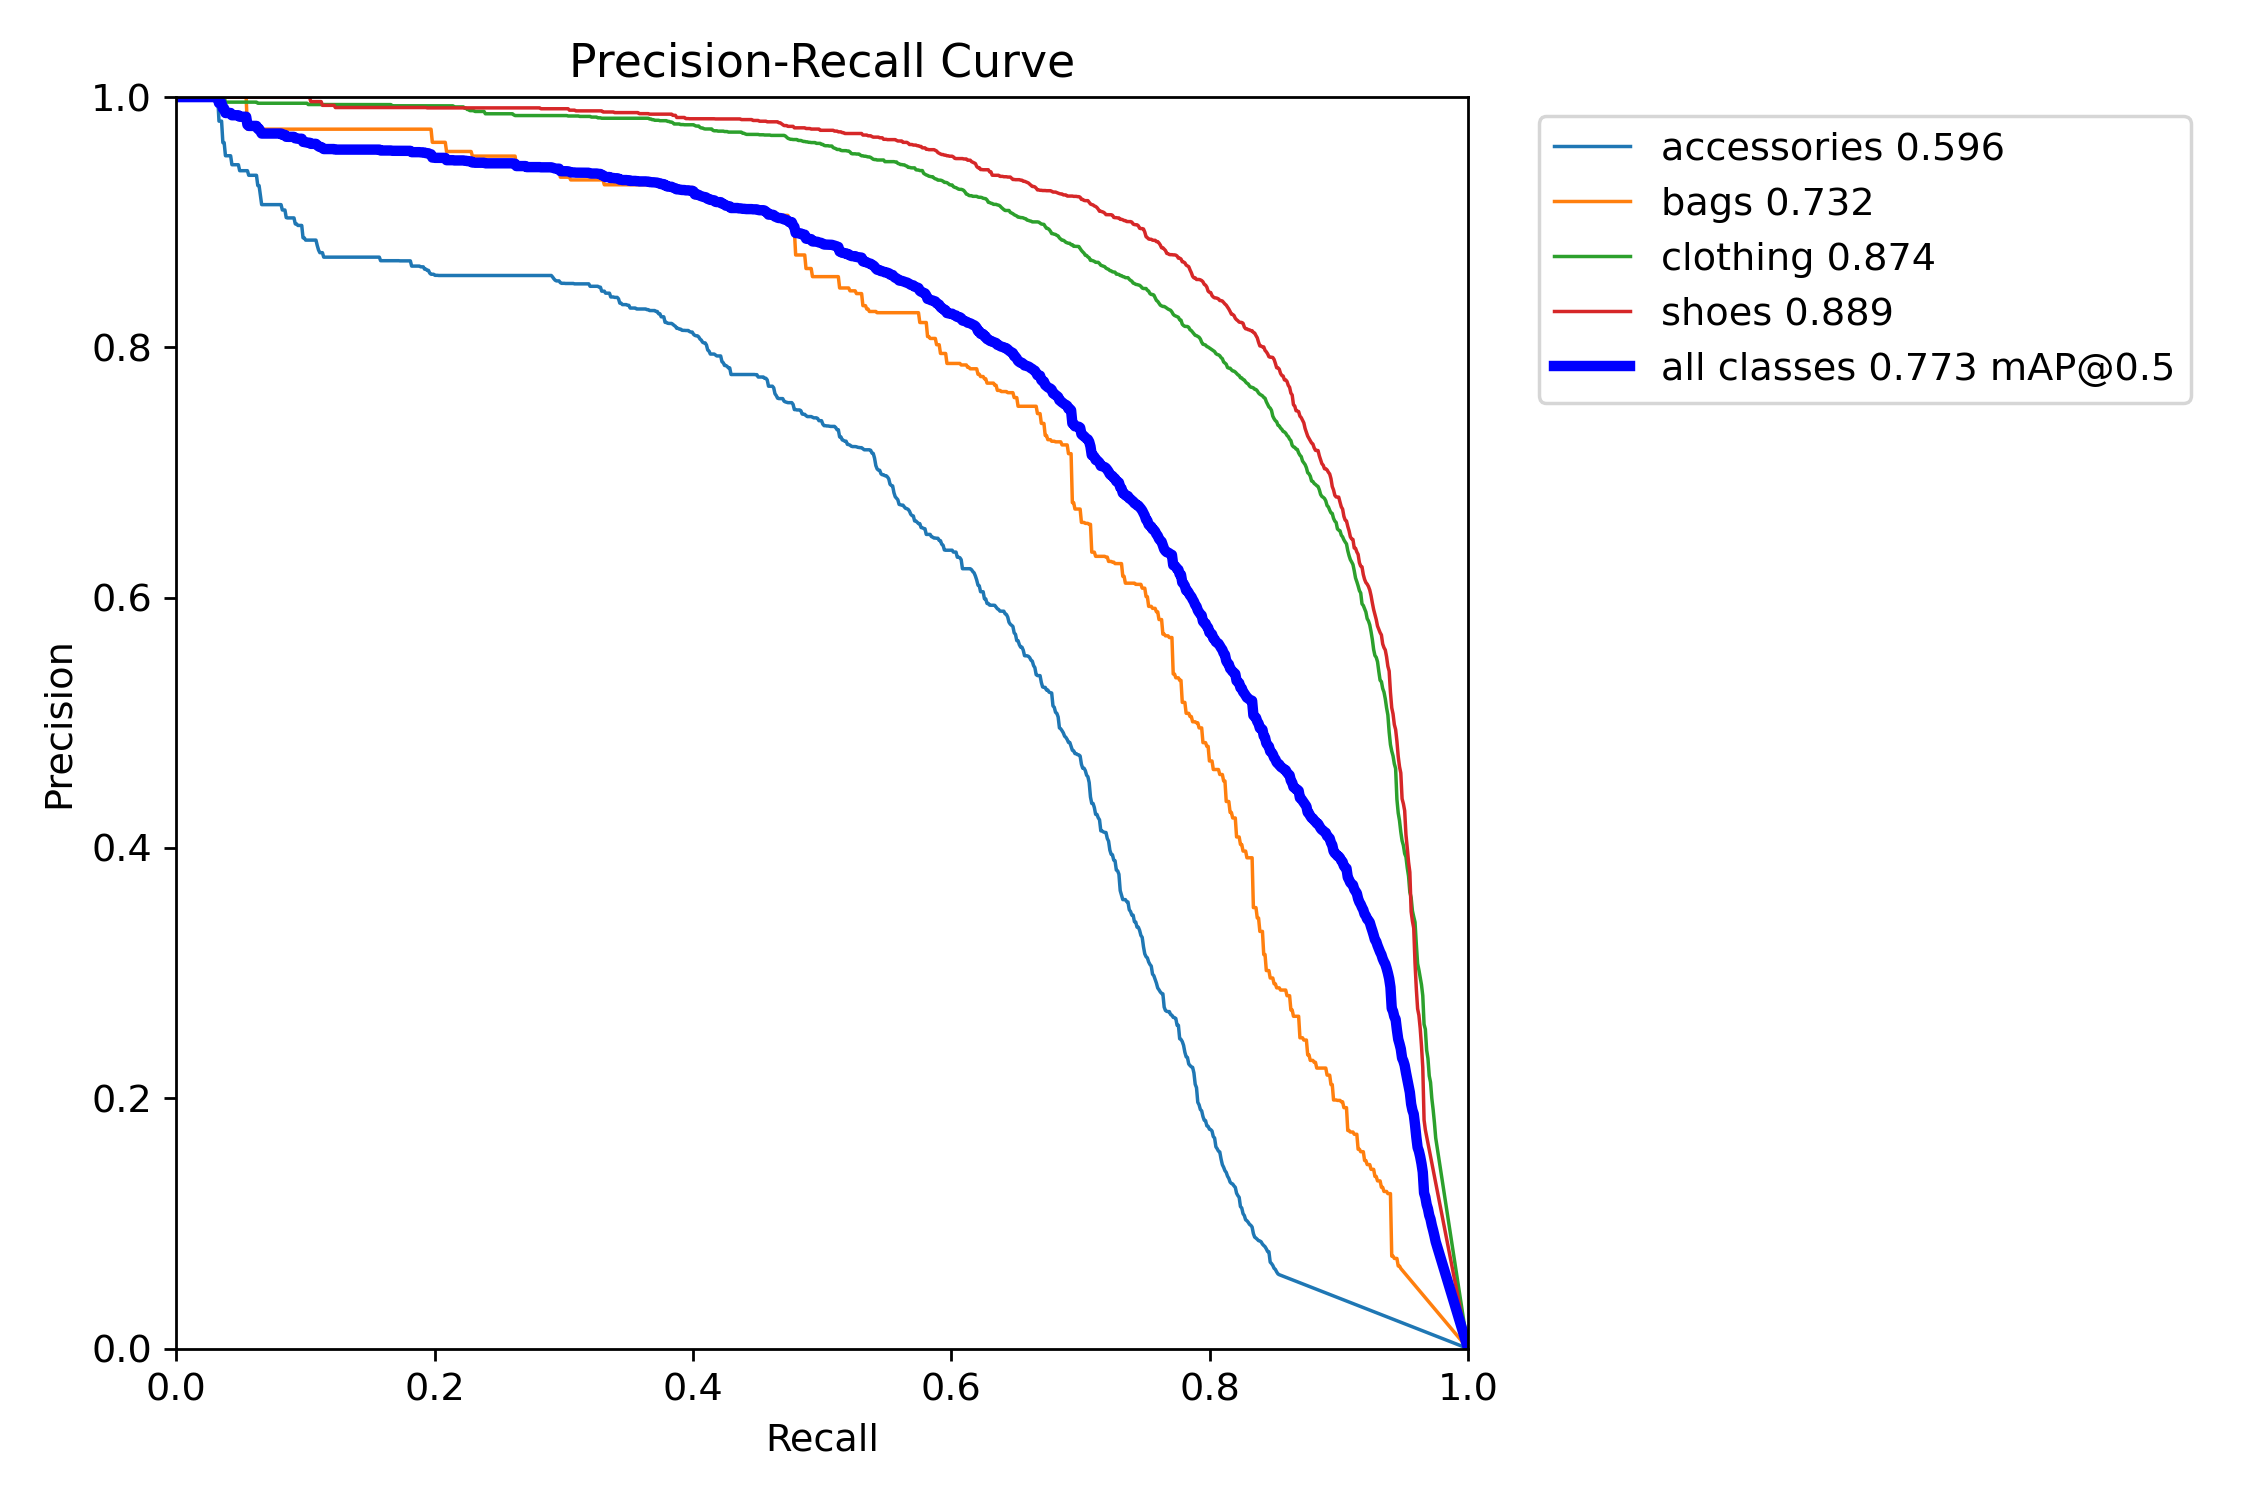 Precision-Recall Curve
accessories 0.596
bags 0.732
clothing 0.874
shoes 0.889
all classes 0.773 mAP@0.5
Precision
1.0
0.8
0.6
0.4
0.2
0.0
0.0 0.2 0.4 0.6 0.8 1.0
Recall